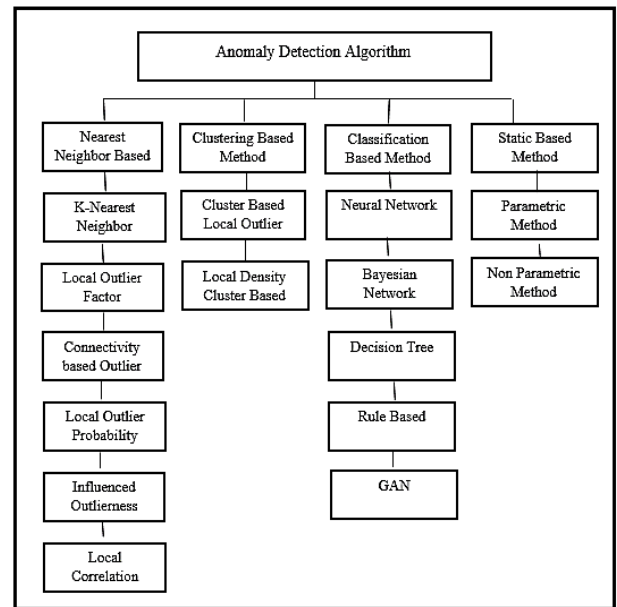 Anomaly Detection Algorithm
Nearest
Neighbor Based
K-Nearest
Neighbor
Local Outlier
Factor
Connectivity
based Outlier
Local Outlier
Probability
Influenced
Outlierness
Local
Correlation
Clustering Based
Method
Cluster Based
Local Outlier
Local Density
Cluster Based
Classification
Based Method
Neural Network
Bayesian
Network
Decision Tree
Rule Based
GAN
Static Based
Method
Parametric
Method
Non Parametric
Method